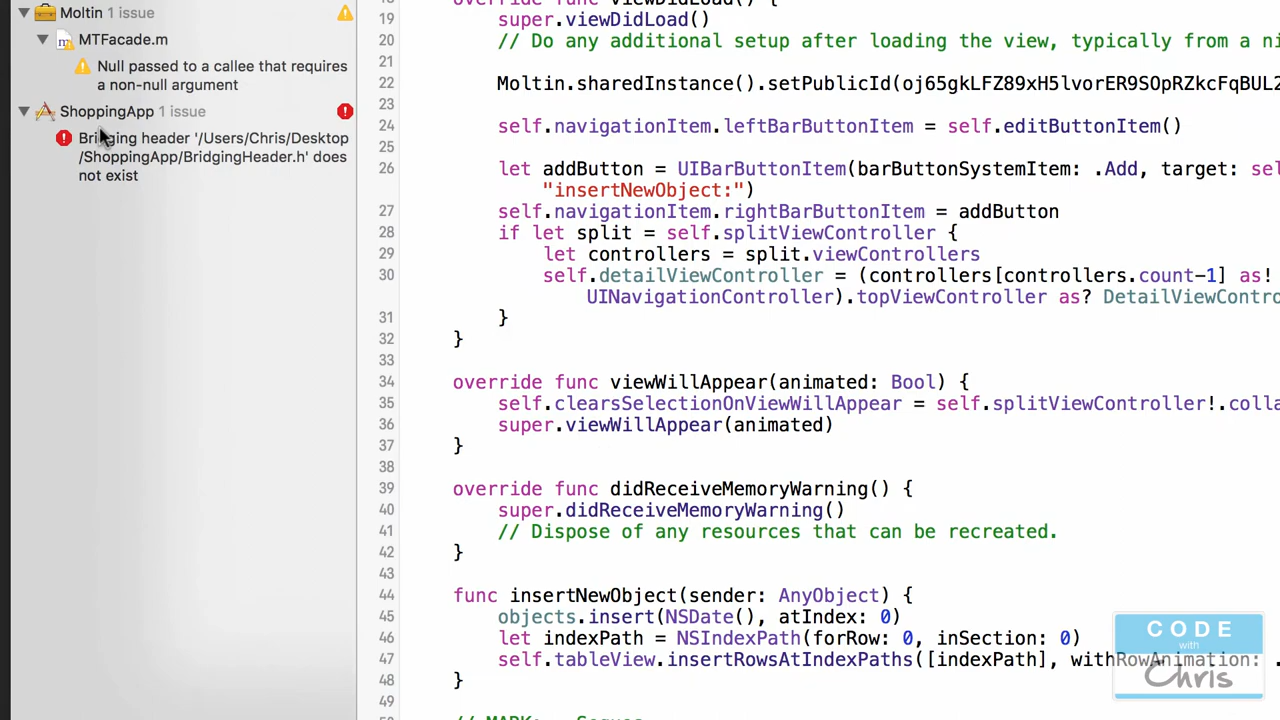 Moltin 1 issue
MTFacade.m
Null passed to a callee that requires
a non-null argument
ShoppingApp 1 issue
Bridging header '/Users/Chris/Desktop
/ShoppingApp/BridgingHeader.h' does
not exist
18 override func viewDidLoad() {
19 super.viewDidLoad()
20 // Do any additional setup after loading the view, typically from a ni
21
22 Moltin.sharedInstance().setPublicId(oj65gkLFZ89xH5lvorER9SOpRZkcFqBUL2
23
24 self.navigationItem.leftBarButtonItem = self.editButtonItem()
25
26 let addButton = UIBarButtonItem(barButtonSystemItem: .Add, target: sel
"insertNewObject:")
27 self.navigationItem.rightBarButtonItem = addButton
28 if let split = self.splitViewController {
29 let controllers = split.viewControllers
30 self.detailViewController = (controllers[controllers.count-1] as!
UINavigationController).topViewController as? DetailViewContro
31 }
32 }
33
34 override func viewWillAppear(animated: Bool) {
35 self.clearsSelectionOnViewWillAppear = self.splitViewController!.colla
36 super.viewWillAppear(animated)
37 }
38
39 override func didReceiveMemoryWarning() {
40 super.didReceiveMemoryWarning()
41 // Dispose of any resources that can be recreated.
42 }
43
44 func insertNewObject(sender: AnyObject) {
45 objects.insert(NSDate(), atIndex: 0)
46 let indexPath = NSIndexPath(forRow: 0, inSection: 0)
47 self.tableView.insertRowsAtIndexPaths([indexPath], withRowAnimation: .
48 }
49
// MARK: - Segues
CODE
with
Chris